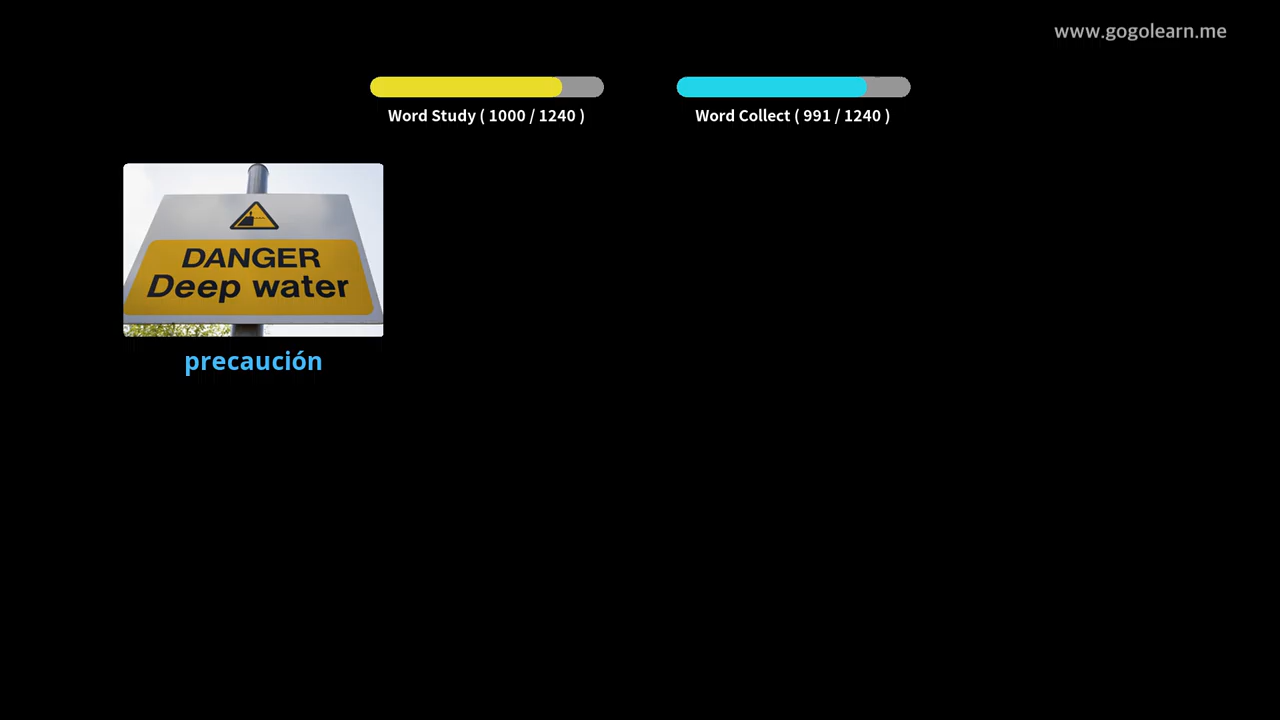 www.gogolearn.me
Word Study ( 1000 / 1240 )
Word Collect ( 991 / 1240 )
DANGER
Deep water
precaución